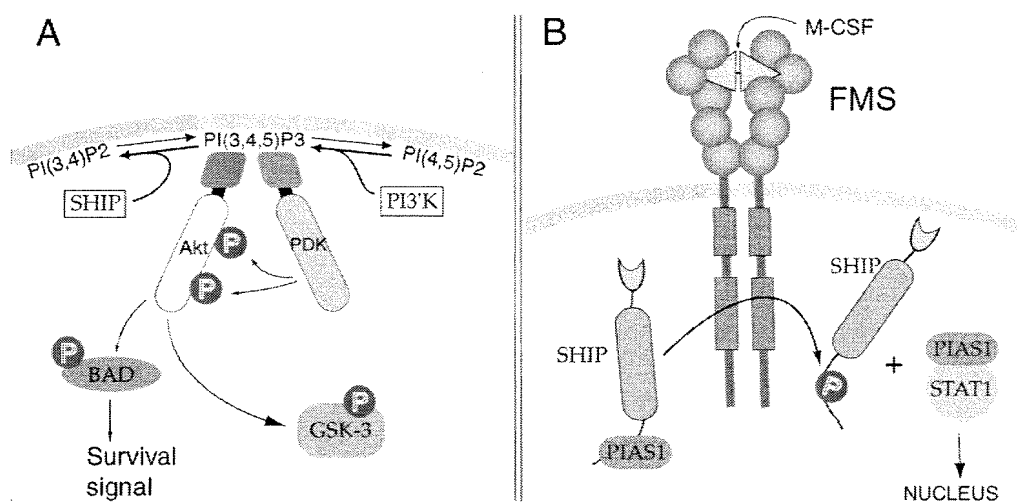 A
PI(3,4)P2
PI(3,4,5)P3
PI(4,5)P2
SHIP
PI3'K
Akt
P
P
PDK
P
BAD
P
GSK-3
Survival
signal
B
M-CSF
FMS
SHIP
SHIP
PIAS1
P
+
PIAS1
STAT1
NUCLEUS